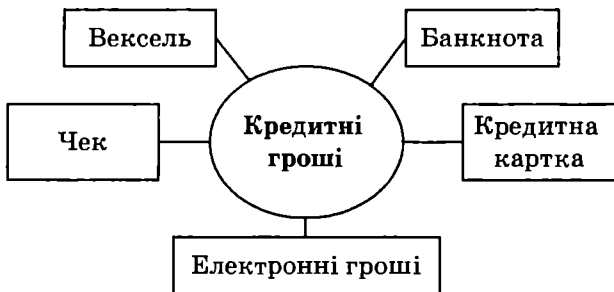 Вексель
Банкнота
Чек
Кредитні
гроші
Кредитна
картка
Електронні гроші